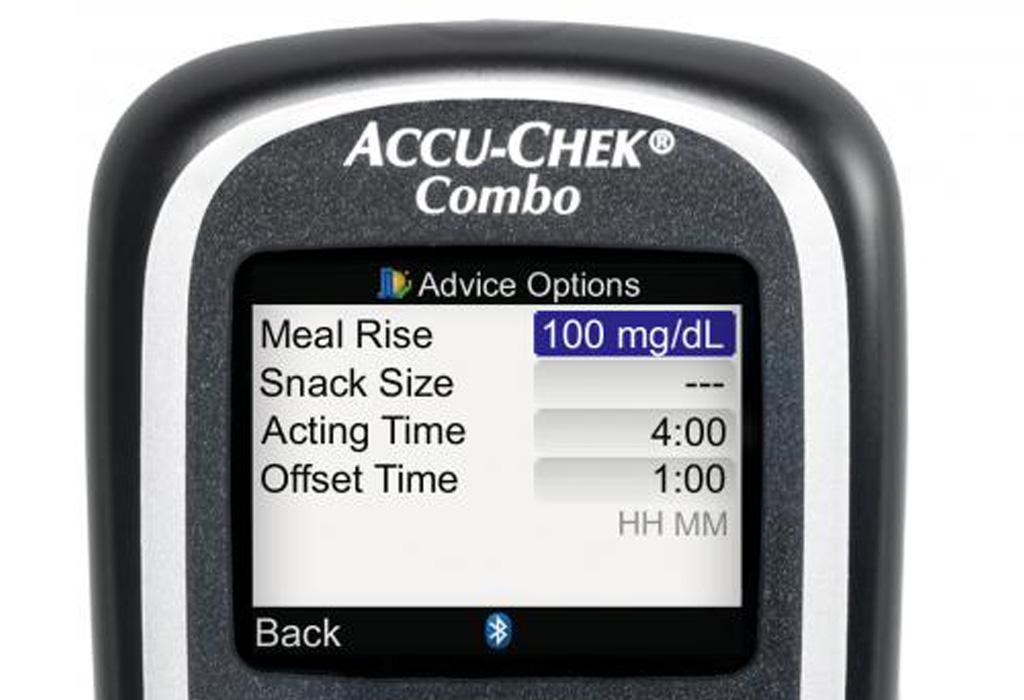 ACCU-CHEK®
Combo
Advice Options
Meal Rise 100 mg/dL
Snack Size ---
Acting Time 4:00
Offset Time 1:00
HH MM
Back